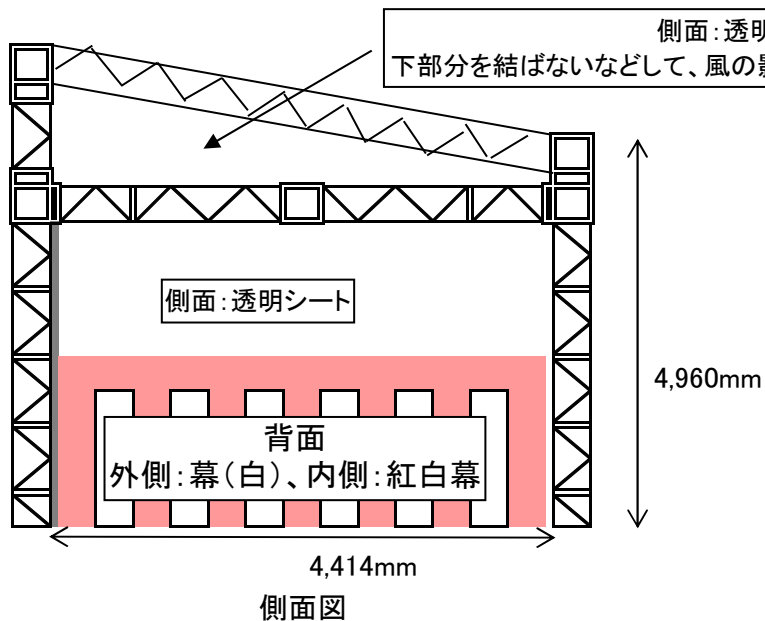 側面：透明
下部分を結ばないなどして、風の
側面：透明シート
4,960mm
背面
外側：幕（白）、内側：紅白幕
4,414mm
側面図